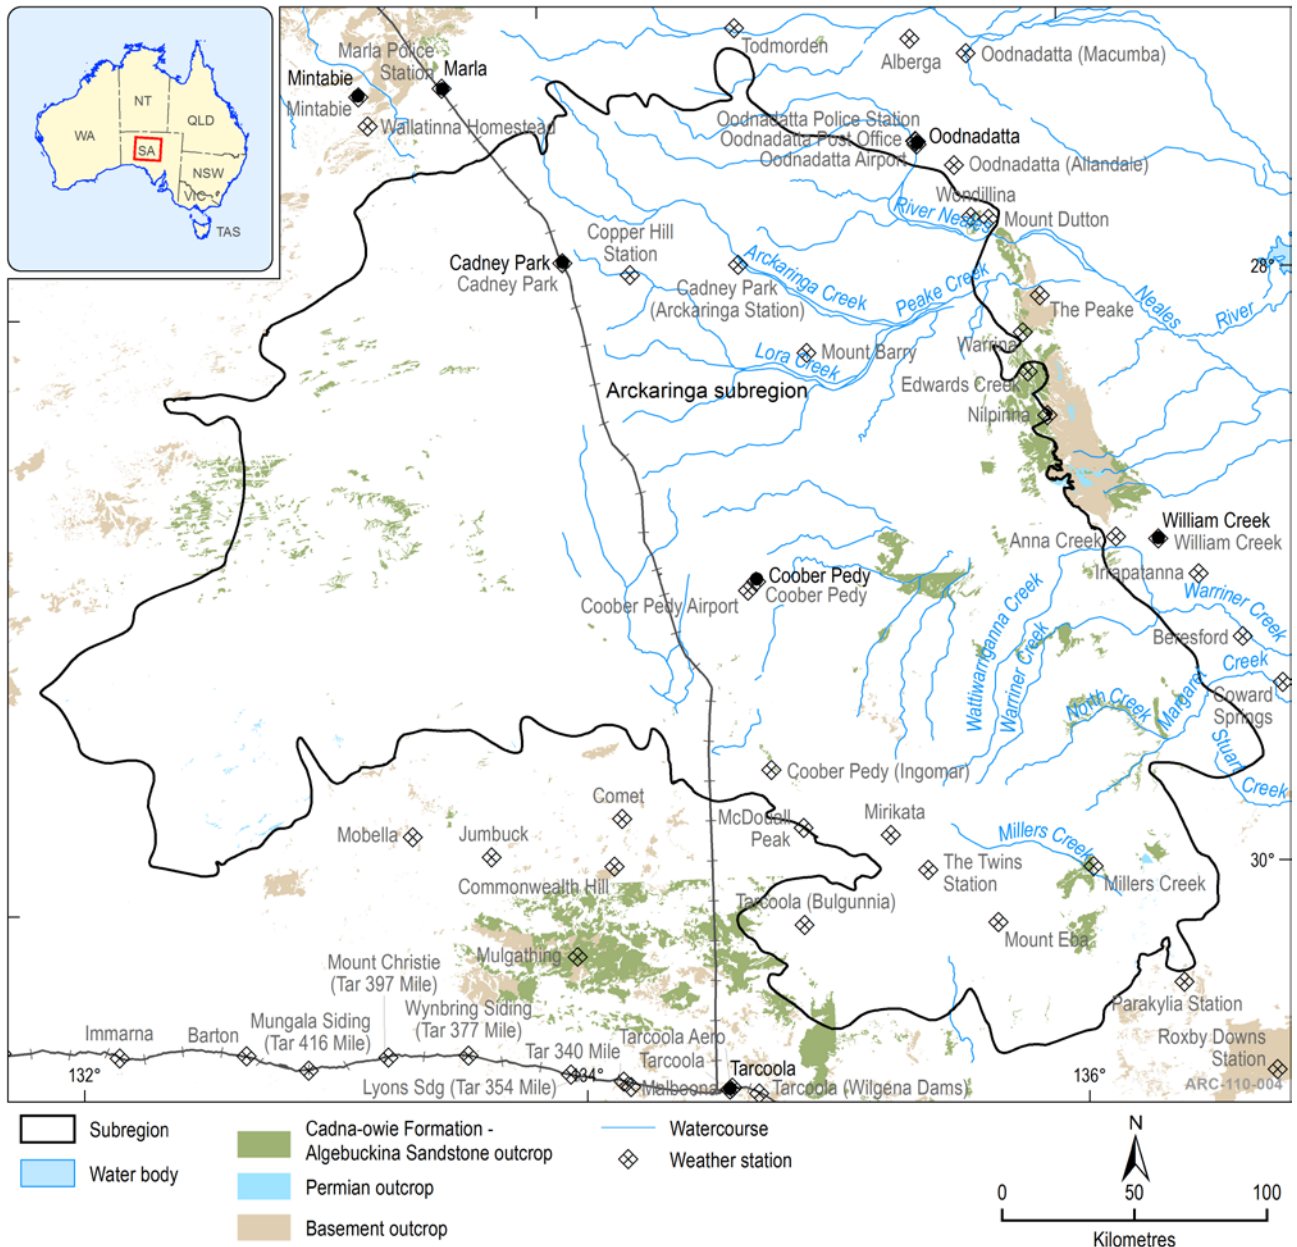 NT
WA
QLD
SA
NSW
VIC
TAS
Marla Police
Station
Marla
Mintabie
Mintabie
Wallatinna Homestead
Todmorden
Alberga
Oodnadatta (Macumba)
Oodnadatta Police Station
Oodnadatta Post Office
Oodnadatta
Oodnadatta Airport
Oodnadatta (Allandale)
Wondillina
River Neales
Mount Dutton
Copper Hill
Station
Cadney Park
Cadney Park
Arckaringa Creek
Cadney Park
(Arckaringa Station)
Peake Creek
28°
The Peake
Neales
River
Warrina
Lora Creek
Mount Barry
Edwards Creek
Arckaringa subregion
Nilpinna
William Creek
William Creek
Anna Creek
Irrapatanna
Coober Pedy
Coober Pedy
Coober Pedy Airport
Wattiwarriganna Creek
Warriner Creek
Warriner Creek
Beresford
Creek
Margaret
North Creek
Coward
Springs
Stuart
Creek
Coober Pedy (Ingomar)
Comet
McDouall
Peak
Mirikata
Mobella
Jumbuck
Millers Creek
30°
Commonwealth Hill
The Twins
Station
Millers Creek
Tarcoola (Bulgunnia)
Mount Eba
Mulgathing
Mount Christie
(Tar 397 Mile)
Parakylia Station
Wynbring Siding
(Tar 377 Mile)
Mungala Siding
(Tar 416 Mile)
Immarna
Barton
Tar 340 Mile
Tarcoola Aero
Tarcoola
Roxby Downs
Station
132°
Lyons Sdg (Tar 354 Mile)
134°
Malbooma
Tarcoola
Tarcoola (Wilgena Dams)
136°
ARC-110-004
Subregion
Water body
Cadna-owie Formation -
Algebuckina Sandstone outcrop
Permian outcrop
Basement outcrop
Watercourse
Weather station
N
0 50 100
Kilometres